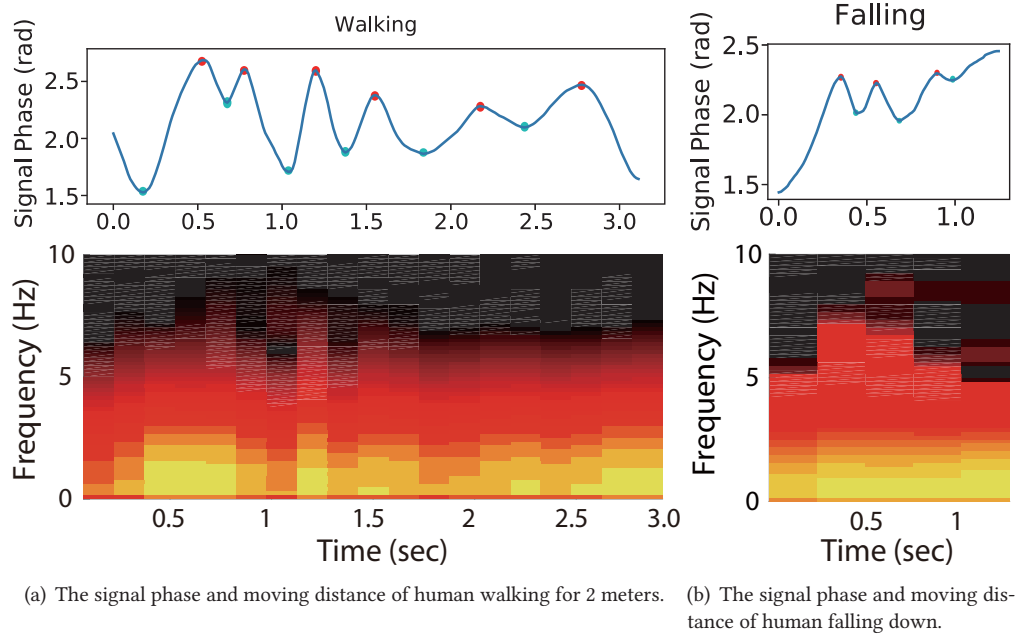 Walking
Signal Phase (rad)
2.5
2.0
1.5
0.0 0.5 1.0 1.5 2.0 2.5 3.0
Frequency (Hz)
10
5
0
0.5 1 1.5 2 2.5 3.0
Time (sec)
(a) The signal phase and moving distance of human walking for 2 meters.
Falling
Signal Phase (rad)
2.5
2.0
1.5
0.0 0.5 1.0
Frequency (Hz)
10
5
0
0.5 1
Time (sec)
(b) The signal phase and moving dis-
tance of human falling down.